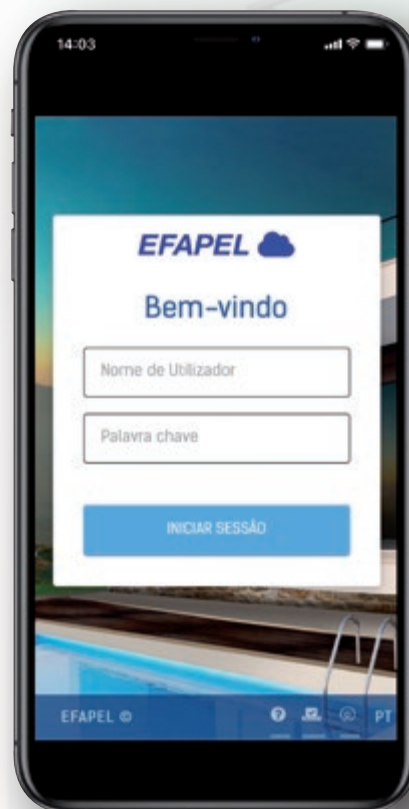 14:03
EFAPEL
Bem-vindo
Nome de Utilizador
Palavra chave
INICIAR SESSÃO
EFAPEL © PT